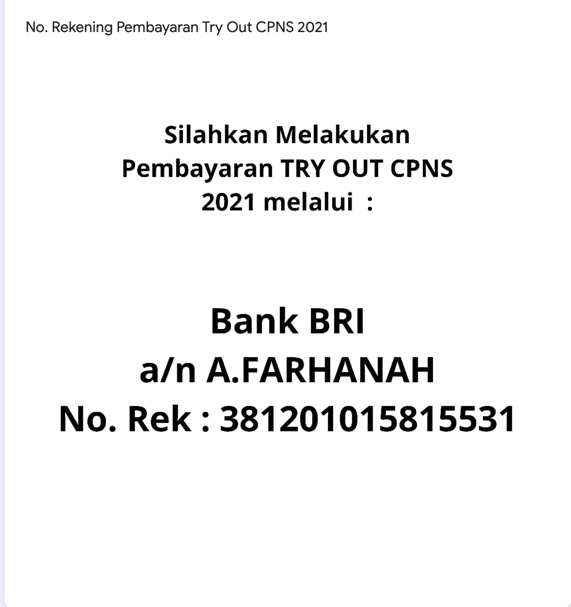 No. Rekening Pembayaran Try Out CPNS 2021
Silahkan Melakukan
Pembayaran TRY OUT CPNS
2021 melalui :
Bank BRI
a/n A.FARHANAH
No. Rek : 381201015815531